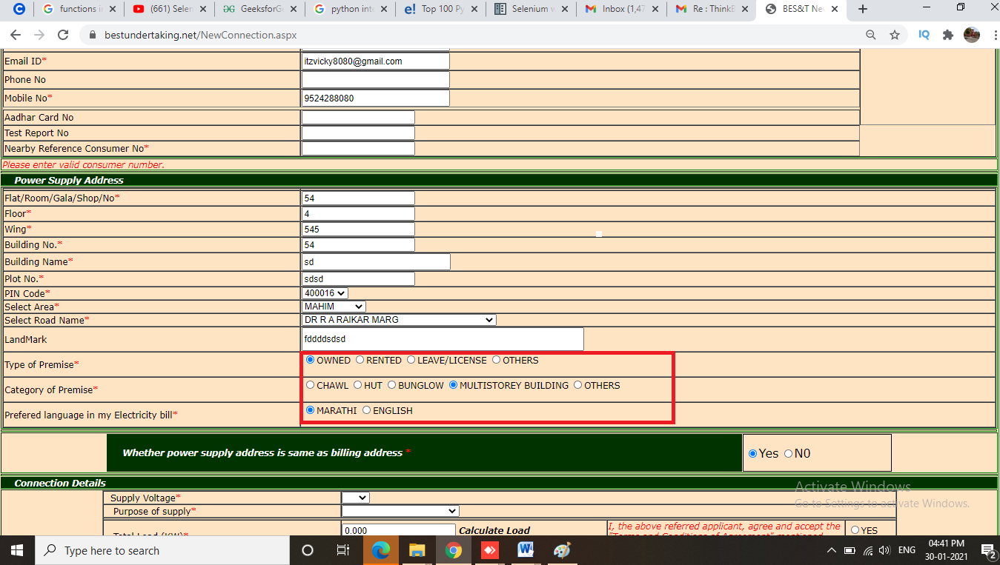 functions i
(661) Selen
GeeksforGe
python inte
Top 100 Py
Selenium w
Inbox (1,47
Re : ThinkE
BES&T Ne
bestundertaking.net/NewConnection.aspx
IQ
Email ID* itzvicky8080@gmail.com
Phone No
Mobile No* 9524288080
Aadhar Card No
Test Report No
Nearby Reference Consumer No*
Please enter valid consumer number.
Power Supply Address
Flat/Room/Gala/Shop/No* 54
Floor* 4
Wing* 545
Building No.* 54
Building Name* sd
Plot No.* sdsd
PIN Code* 400016
Select Area* MAHIM
Select Road Name* DR R A RAIKAR MARG
LandMark fddddsdsd
Type of Premise* OWNED RENTED LEAVE/LICENSE OTHERS
Category of Premise* CHAWL HUT BUNGLOW MULTISTOREY BUILDING OTHERS
Prefered language in my Electricity bill* MARATHI ENGLISH
Whether power supply address is same as billing address * Yes N0
Connection Details
Activate Windows
Go to Settings to activate Windows.
Supply Voltage*
Purpose of supply*
Total Load (KW)* 0.000 Calculate Load
I, the above referred applicant, agree and accept the
"Terms and Conditions of Agreement" mentioned
YES
Type here to search
ENG
04:41 PM
30-01-2021
2